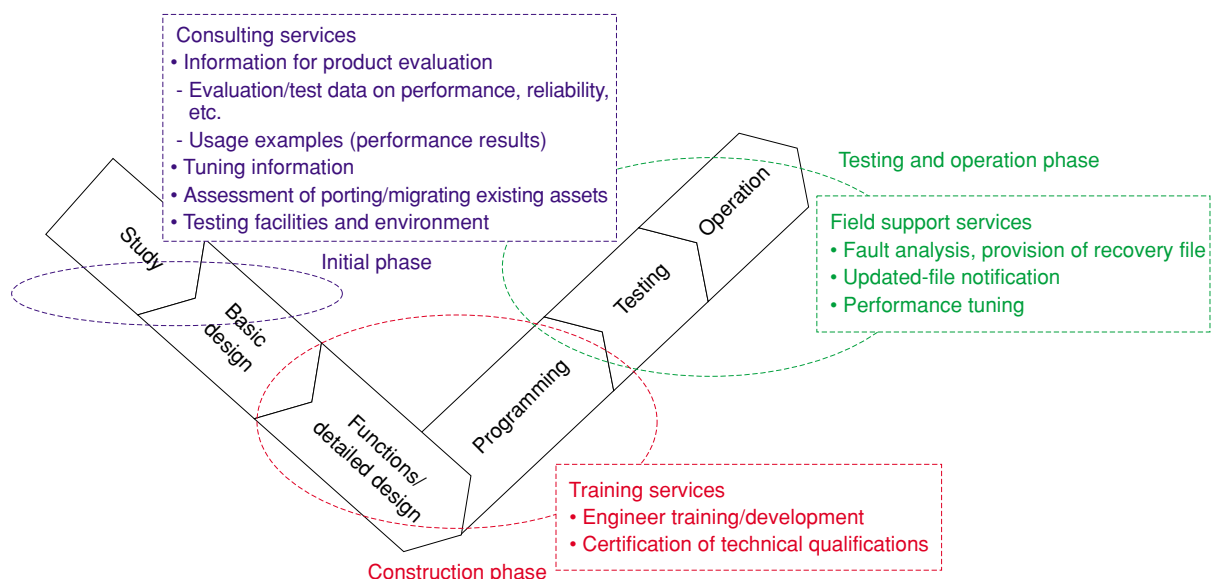 Consulting services
• Information for product evaluation
- Evaluation/test data on performance, reliability,
etc.
- Usage examples (performance results)
• Tuning information
• Assessment of porting/migrating existing assets
• Testing facilities and environment
Initial phase
Study
Basic
design
Functions/
detailed design
Programming
Testing
Operation
Testing and operation phase
Field support services
• Fault analysis, provision of recovery file
• Updated-file notification
• Performance tuning
Training services
• Engineer training/development
• Certification of technical qualifications
Construction phase